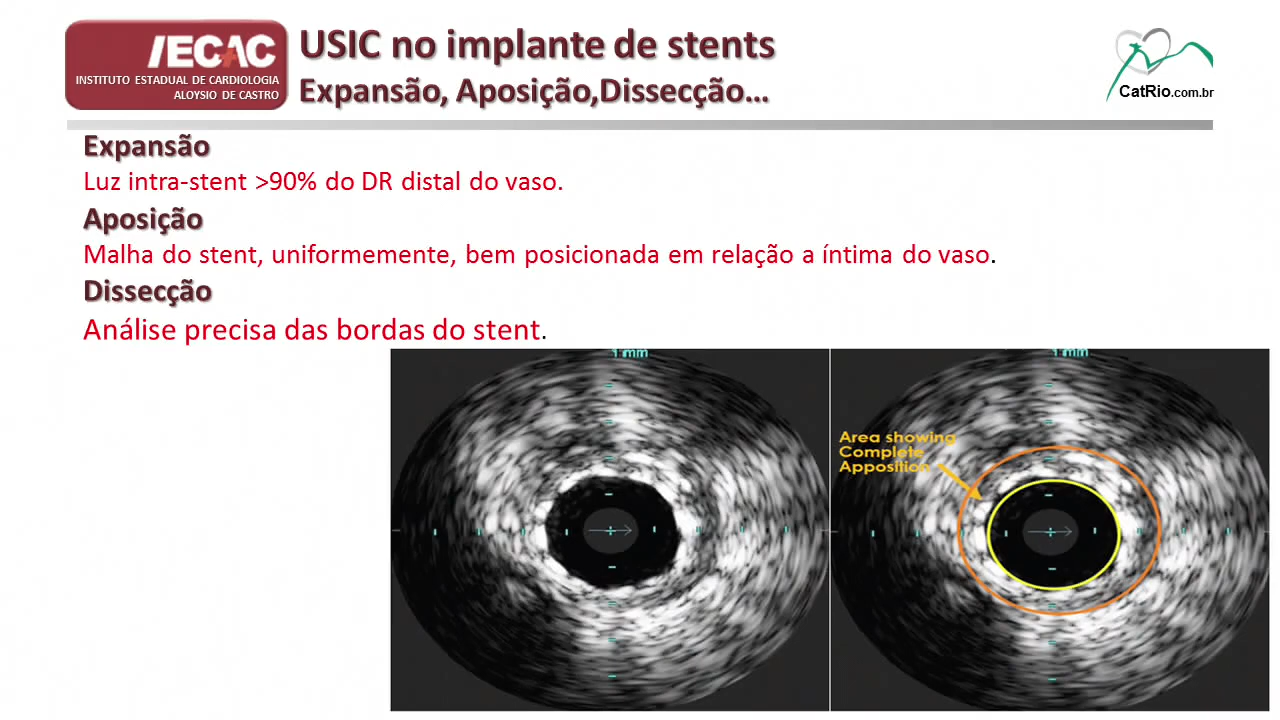 IECAC
INSTITUTO ESTADUAL DE CARDIOLOGIA
ALOYSIO DE CASTRO
USIC no implante de stents
Expansão, Aposição,Dissecção...
CatRio.com.br
Expansão
Luz intra-stent >90% do DR distal do vaso.
Aposição
Malha do stent, uniformemente, bem posicionada em relação a íntima do vaso.
Dissecção
Análise precisa das bordas do stent.
1 mm
1 mm
Area showing
Complete
Apposition